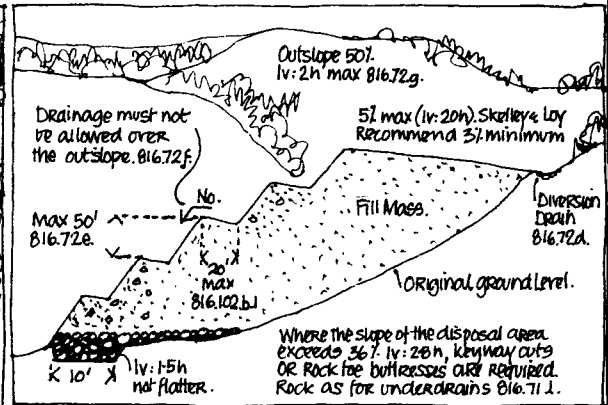 Outslope 50%
1v:2h max 816.72g.
Drainage must not
be allowed over
the outslope. 816.72f.
5% max (1v:20h). Skelley & Loy
Recommend 3% minimum
No.
Max 50'
816.72e.
Fill Mass.
DIVERSION
DRAIN
816.72d.
20'
Max
816.102.b.1
Original ground Level.
10'
1v:1.5h
not flatter.
Where the slope of the disposal area
exceeds 36% 1v:28h, keyway cuts
OR Rock toe buttresses are required.
Rock as for underdrains 816.71 l.